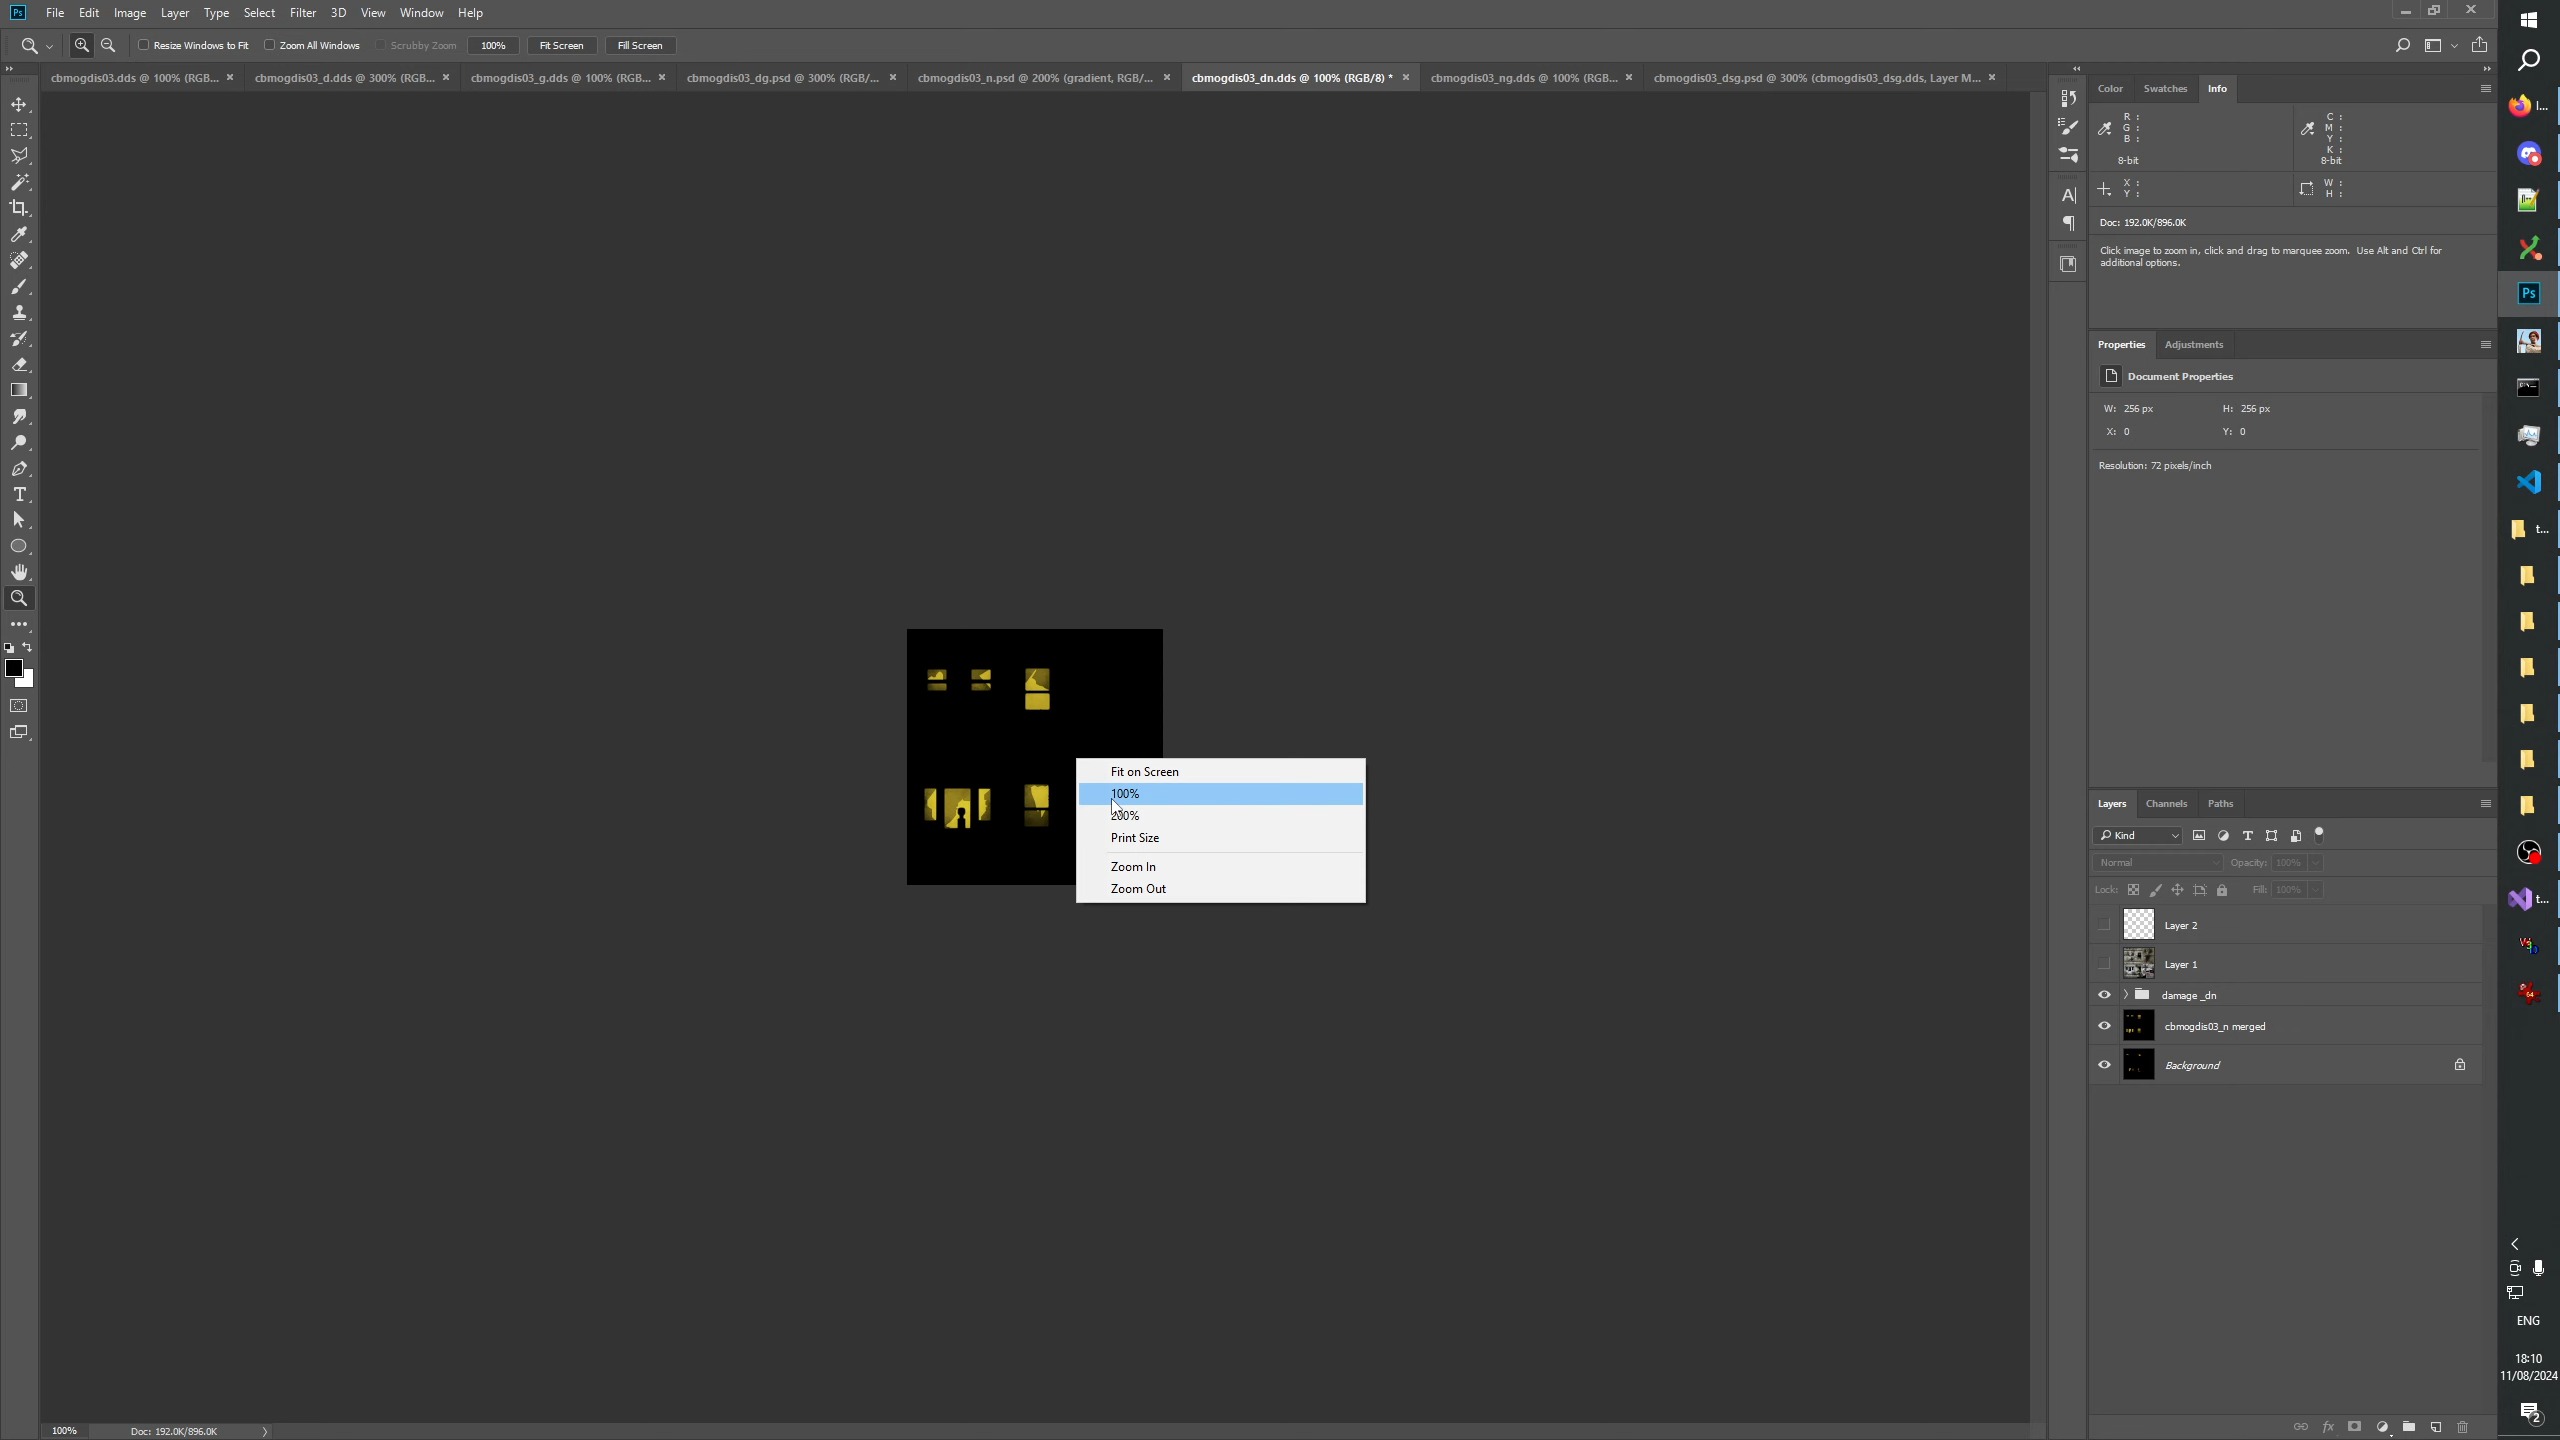 Ps File Edit Image Layer Type Select Filter 3D View Window Help
Resize Windows to Fit Zoom All Windows Scrubby Zoom 100% Fit Screen Fill Screen
cbmogdis03.dds @ 100% (RGB... cbmogdis03_d.dds @ 300% (RGB... cbmogdis03_g.dds @ 100% (RGB... cbmogdis03_dg.psd @ 300% (RGB/... cbmogdis03_n.psd @ 200% (gradient, RGB/... cbmogdis03_dn.dds @ 100% (RGB/8) * cbmogdis03_ng.dds @ 100% (RGB... cbmogdis03_dsg.psd @ 300% (cbmogdis03_dsg.dds, Layer M...
Color Swatches Info
R : C :
G : M :
B : Y :
K :
8-bit 8-bit
X : W :
Y : H :
Doc: 192.0K/896.0K
Click image to zoom in, click and drag to marquee zoom. Use Alt and Ctrl for
additional options.
Properties Adjustments
Document Properties
W: 256 px H: 256 px
X: 0 Y: 0
Resolution: 72 pixels/inch
Fit on Screen
100%
200%
Print Size
Zoom In
Zoom Out
Layers Channels Paths
Kind
Normal Opacity: 100%
Lock: Fill: 100%
Layer 2
Layer 1
damage _dn
cbmogdis03_n merged
Background
100% Doc: 192.0K/896.0K
Ps
t...
t...
64
ENG
18:10
11/08/2024
2